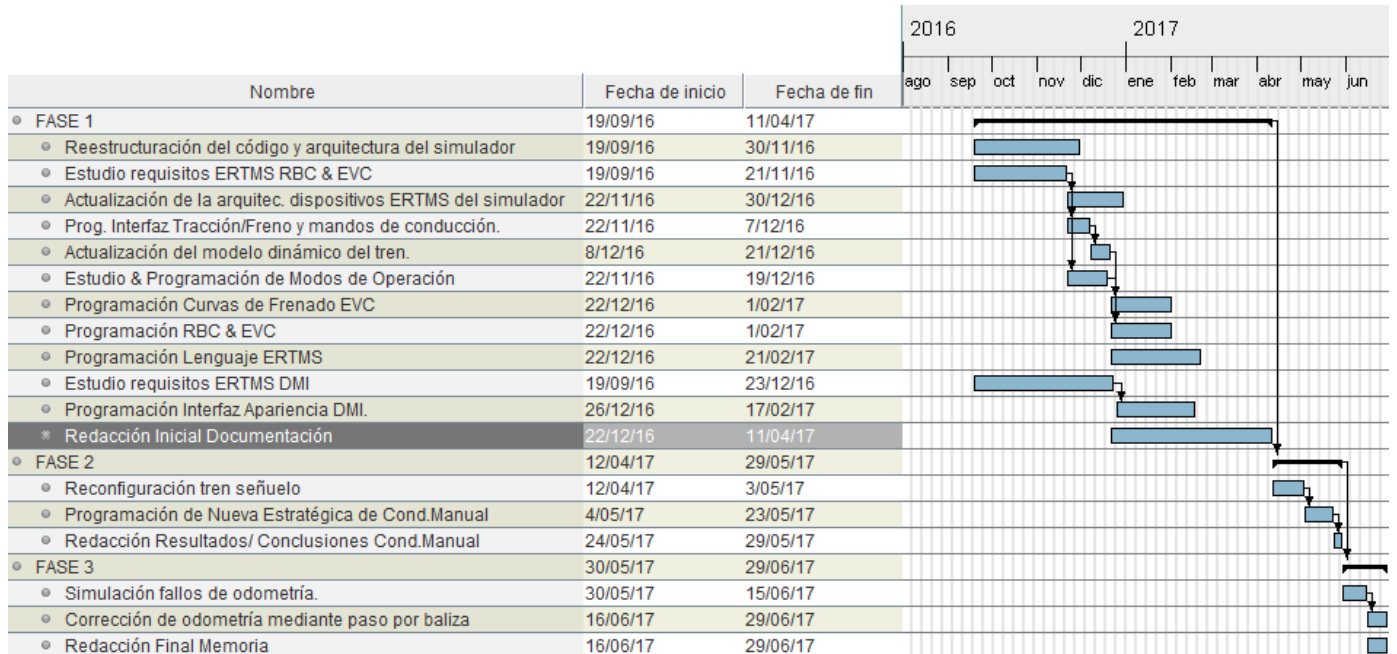 2016 2017
Nombre Fecha de inicio Fecha de fin ago sep oct nov dic ene feb mar abr may jun
FASE 1 19/09/16 11/04/17
Reestructuración del código y arquitectura del simulador 19/09/16 30/11/16
Estudio requisitos ERTMS RBC & EVC 19/09/16 21/11/16
Actualización de la arquitec. dispositivos ERTMS del simulador 22/11/16 30/12/16
Prog. Interfaz Tracción/Freno y mandos de conducción. 22/11/16 7/12/16
Actualización del modelo dinámico del tren. 8/12/16 21/12/16
Estudio & Programación de Modos de Operación 22/11/16 19/12/16
Programación Curvas de Frenado EVC 22/12/16 1/02/17
Programación RBC & EVC 22/12/16 1/02/17
Programación Lenguaje ERTMS 22/12/16 21/02/17
Estudio requisitos ERTMS DMI 19/09/16 23/12/16
Programación Interfaz Apariencia DMI. 26/12/16 17/02/17
Redacción Inicial Documentación 22/12/16 11/04/17
FASE 2 12/04/17 29/05/17
Reconfiguración tren señuelo 12/04/17 3/05/17
Programación de Nueva Estratégica de Cond.Manual 4/05/17 23/05/17
Redacción Resultados/ Conclusiones Cond.Manual 24/05/17 29/05/17
FASE 3 30/05/17 29/06/17
Simulación fallos de odometría. 30/05/17 15/06/17
Corrección de odometría mediante paso por baliza 16/06/17 29/06/17
Redacción Final Memoria 16/06/17 29/06/17